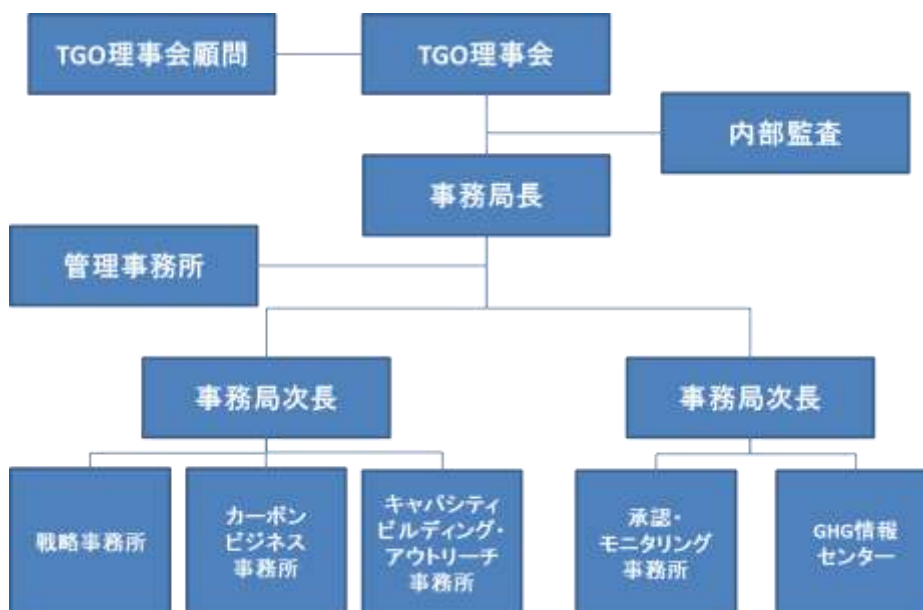 TGO理事会顧問
TGO理事会
内部監査
事務局長
管理事務所
事務局次長
事務局次長
戦略事務所
カーボン
ビジネス
事務所
キャパシティ
ビルディング・
アウトリーチ
事務所
承認・
モニタリング
事務所
GHG情報
センター